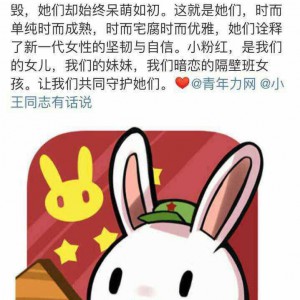 毁，她们却始终呆萌如初。这就是她们，时而
单纯时而成熟，时而宅腐时而优雅，她们诠释
了新一代女性的坚韧与自信。小粉红，是我们
的女儿，我们的妹妹，我们暗恋的隔壁班女
孩。让我们共同守护她们。❤@青年力网 @小
王同志有话说